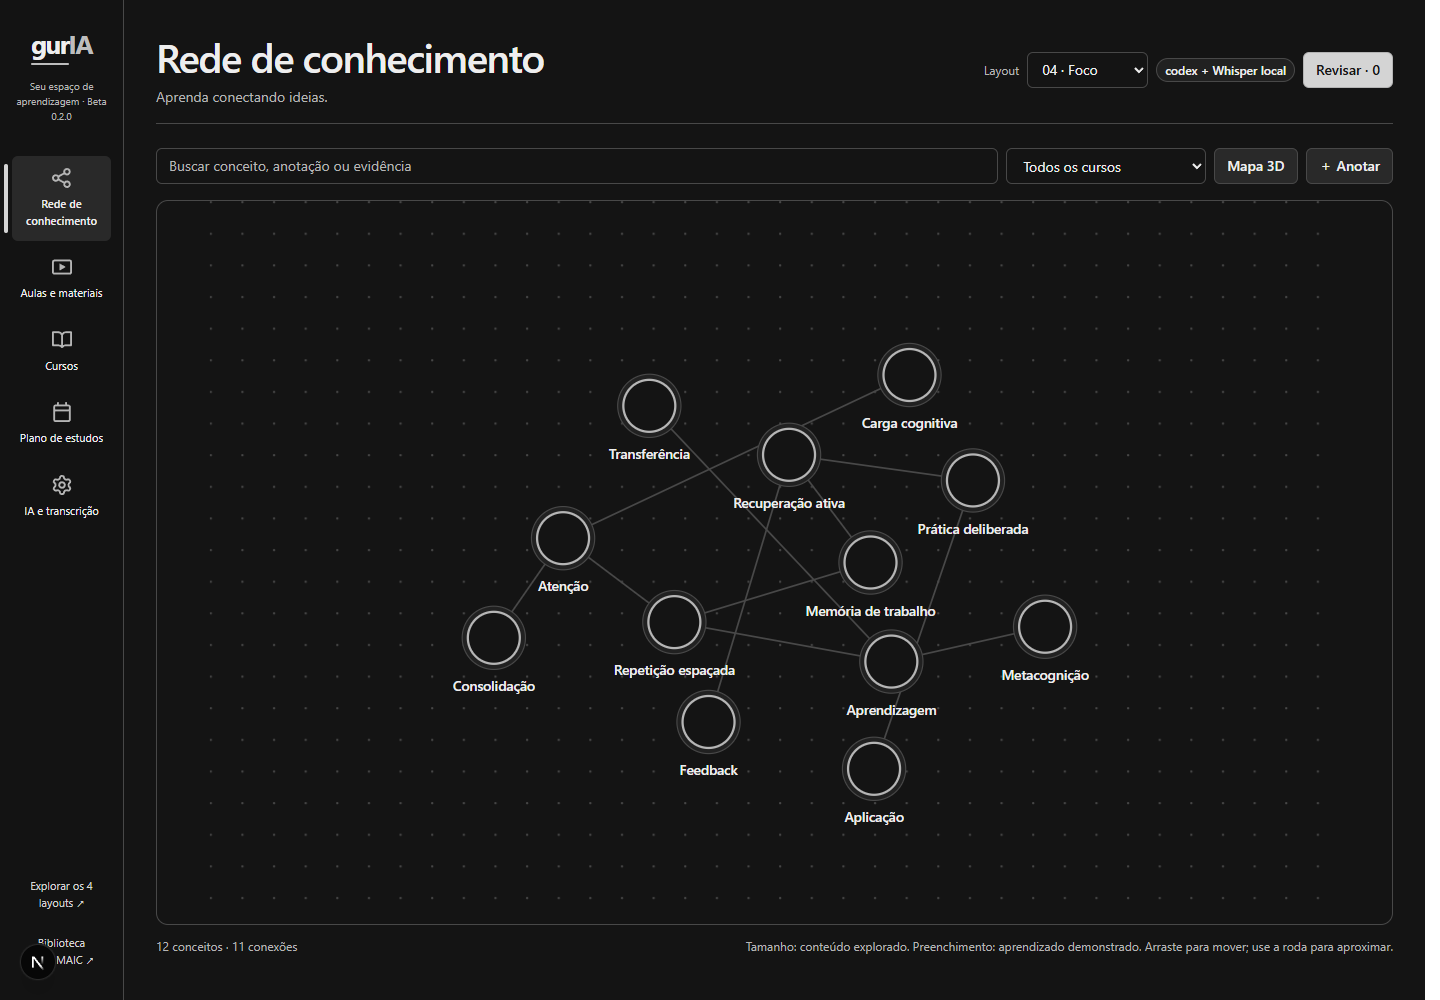 gurIA
Seu espaço de
aprendizagem · Beta
0.2.0
Rede de
conhecimento
Aulas e materiais
Cursos
Plano de estudos
IA e transcrição
Explorar os 4
layouts ↗
Biblioteca
MAIC ↗
N
Rede de conhecimento
Aprenda conectando ideias.
Layout
04 · Foco
codex + Whisper local
Revisar · 0
Buscar conceito, anotação ou evidência
Todos os cursos
Mapa 3D
+ Anotar
Carga cognitiva
Transferência
Recuperação ativa
Prática deliberada
Atenção
Memória de trabalho
Repetição espaçada
Metacognição
Consolidação
Aprendizagem
Feedback
Aplicação
12 conceitos · 11 conexões
Tamanho: conteúdo explorado. Preenchimento: aprendizado demonstrado. Arraste para mover; use a roda para aproximar.